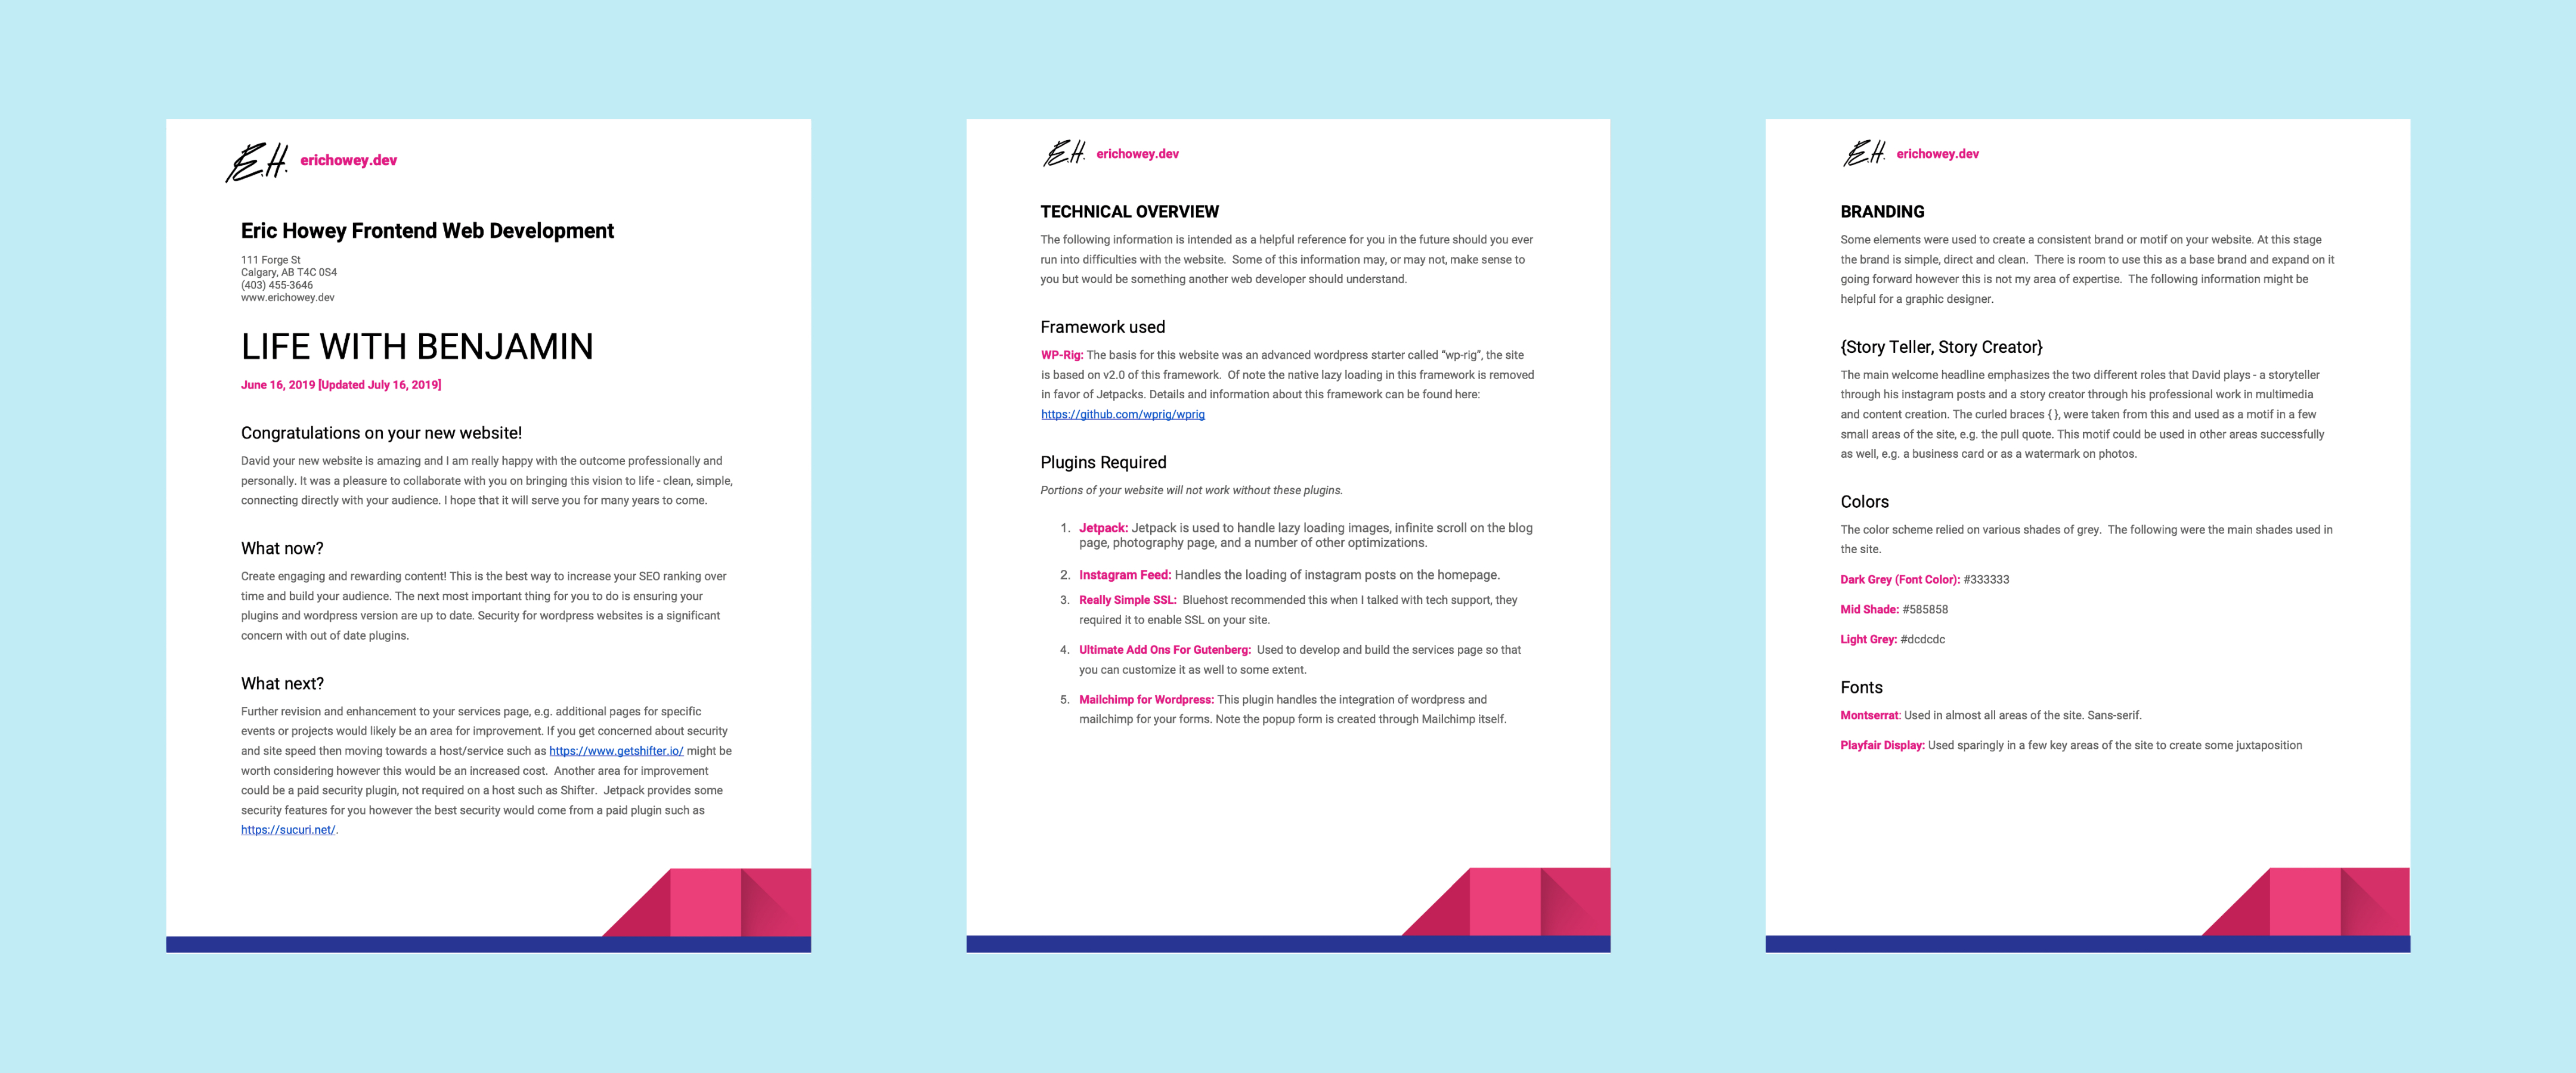 E.H. erichowey.dev
Eric Howey Frontend Web Development
111 Forge St
Calgary, AB T4C 0S4
(403) 455-3646
www.erichowey.dev
LIFE WITH BENJAMIN
June 16, 2019 [Updated July 16, 2019]
Congratulations on your new website!
David your new website is amazing and I am really happy with the outcome professionally and
personally. It was a pleasure to collaborate with you on bringing this vision to life - clean, simple,
connecting directly with your audience. I hope that it will serve you for many years to come.
What now?
Create engaging and rewarding content! This is the best way to increase your SEO ranking over
time and build your audience. The next most important thing for you to do is ensuring your
plugins and wordpress version are up to date. Security for wordpress websites is a significant
concern with out of date plugins.
What next?
Further revision and enhancement to your services page, e.g. additional pages for specific
events or projects would likely be an area for improvement. If you get concerned about security
and site speed then moving towards a host/service such as https://www.getshifter.io/ might be
worth considering however this would be an increased cost.  Another area for improvement
could be a paid security plugin, not required on a host such as Shifter.  Jetpack provides some
security features for you however the best security would come from a paid plugin such as
https://sucuri.net/.
E.H. erichowey.dev
TECHNICAL OVERVIEW
The following information is intended as a helpful reference for you in the future should you ever
run into difficulties with the website.  Some of this information may, or may not, make sense to
you but would be something another web developer should understand.
Framework used
WP-Rig: The basis for this website was an advanced wordpress starter called “wp-rig”, the site
is based on v2.0 of this framework.  Of note the native lazy loading in this framework is removed
in favor of Jetpacks. Details and information about this framework can be found here:
https://github.com/wprig/wprig
Plugins Required
Portions of your website will not work without these plugins.
1. Jetpack: Jetpack is used to handle lazy loading images, infinite scroll on the blog
page, photography page, and a number of other optimizations.
2. Instagram Feed: Handles the loading of instagram posts on the homepage.
3. Really Simple SSL:  Bluehost recommended this when I talked with tech support, they
required it to enable SSL on your site.
4. Ultimate Add Ons For Gutenberg:  Used to develop and build the services page so that
you can customize it as well to some extent.
5. Mailchimp for Wordpress: This plugin handles the integration of wordpress and
mailchimp for your forms. Note the popup form is created through Mailchimp itself.
E.H. erichowey.dev
BRANDING
Some elements were used to create a consistent brand or motif on your website. At this stage
the brand is simple, direct and clean.  There is room to use this as a base brand and expand on it
going forward however this is not my area of expertise.  The following information might be
helpful for a graphic designer.
{Story Teller, Story Creator}
The main welcome headline emphasizes the two different roles that David plays - a storyteller
through his instagram posts and a story creator through his professional work in multimedia
and content creation. The curled braces { }, were taken from this and used as a motif in a few
small areas of the site, e.g. the pull quote. This motif could be used in other areas successfully
as well, e.g. a business card or as a watermark on photos.
Colors
The color scheme relied on various shades of grey.  The following were the main shades used in
the site.
Dark Grey (Font Color): #333333
Mid Shade: #585858
Light Grey: #dcdcdc
Fonts
Montserrat: Used in almost all areas of the site. Sans-serif.
Playfair Display: Used sparingly in a few key areas of the site to create some juxtaposition